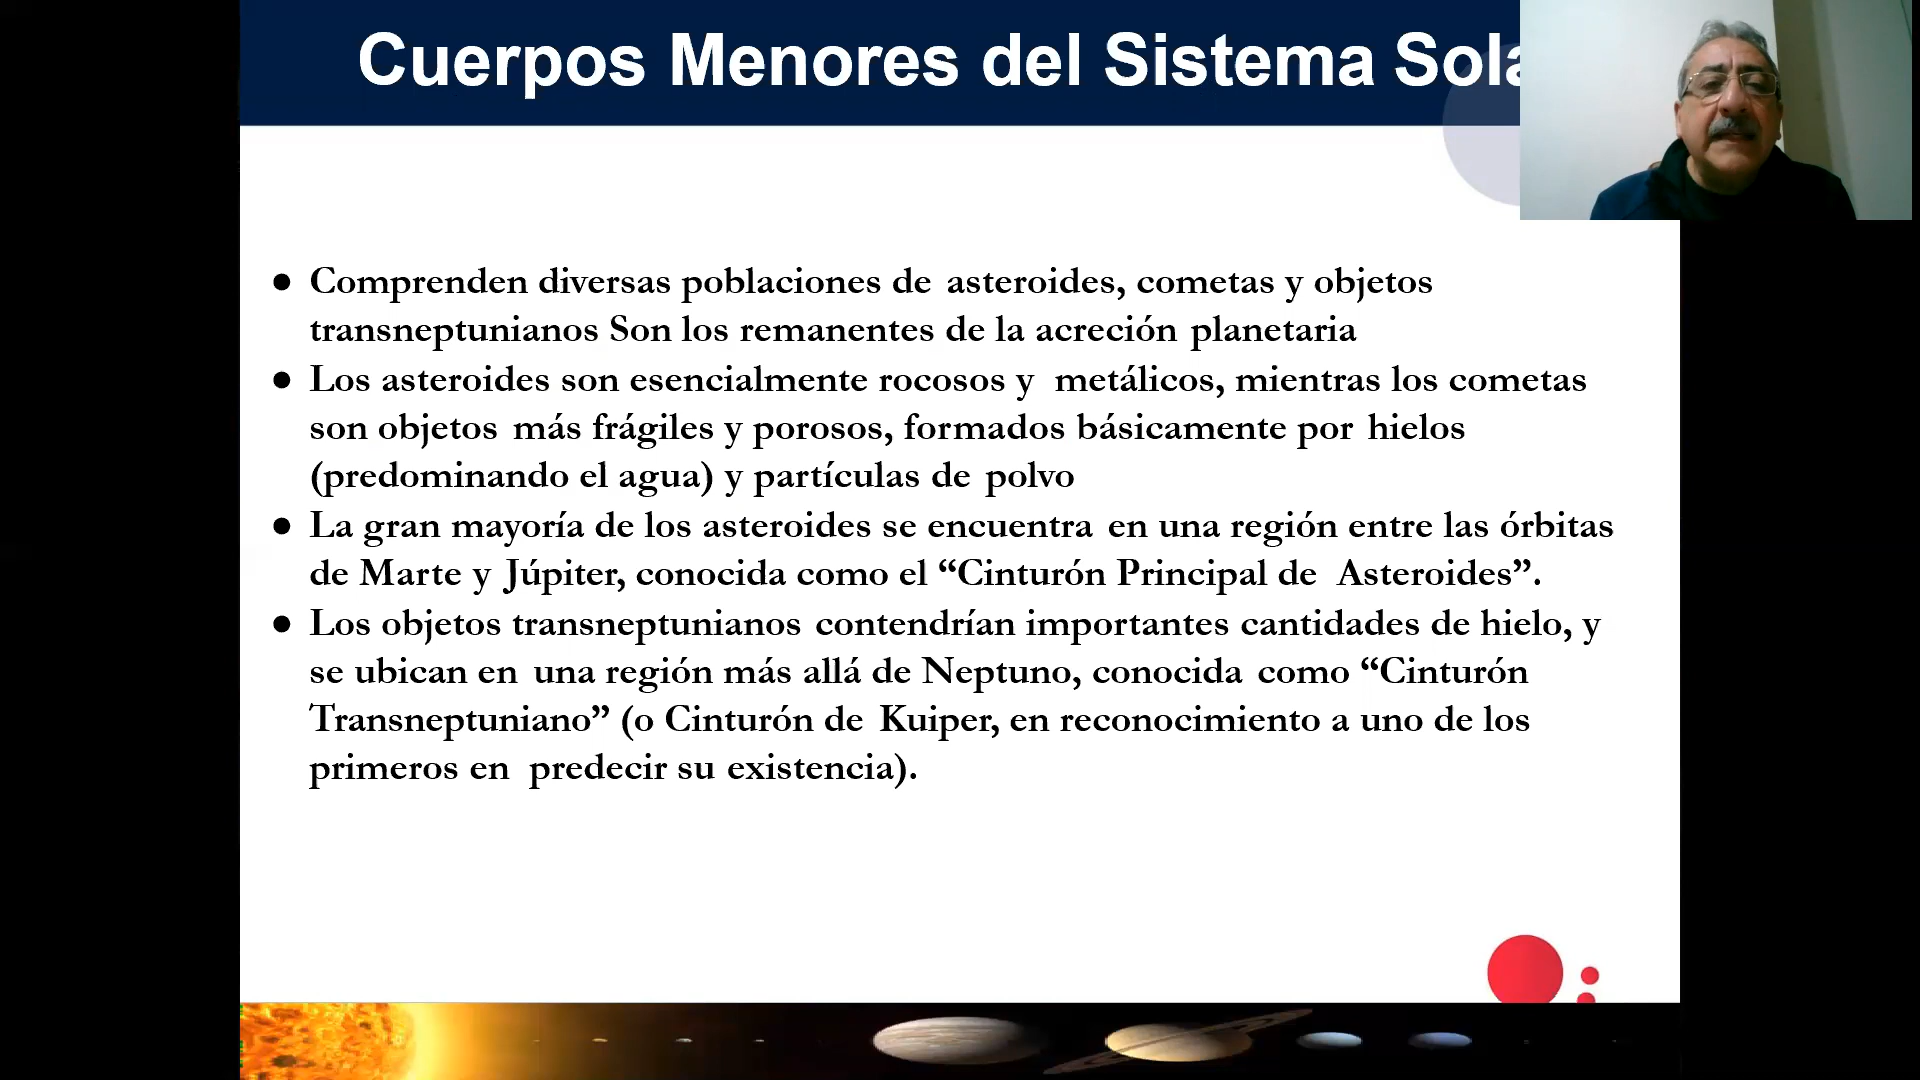 Cuerpos Menores del Sistema Sola
● Comprenden diversas poblaciones de asteroides, cometas y objetos
transneptunianos Son los remanentes de la acreción planetaria
● Los asteroides son esencialmente rocosos y metálicos, mientras los cometas
son objetos más frágiles y porosos, formados básicamente por hielos
(predominando el agua) y partículas de polvo
● La gran mayoría de los asteroides se encuentra en una región entre las órbitas
de Marte y Júpiter, conocida como el “Cinturón Principal de Asteroides”.
● Los objetos transneptunianos contendrían importantes cantidades de hielo, y
se ubican en una región más allá de Neptuno, conocida como “Cinturón
Transneptuniano” (o Cinturón de Kuiper, en reconocimiento a uno de los
primeros en predecir su existencia).